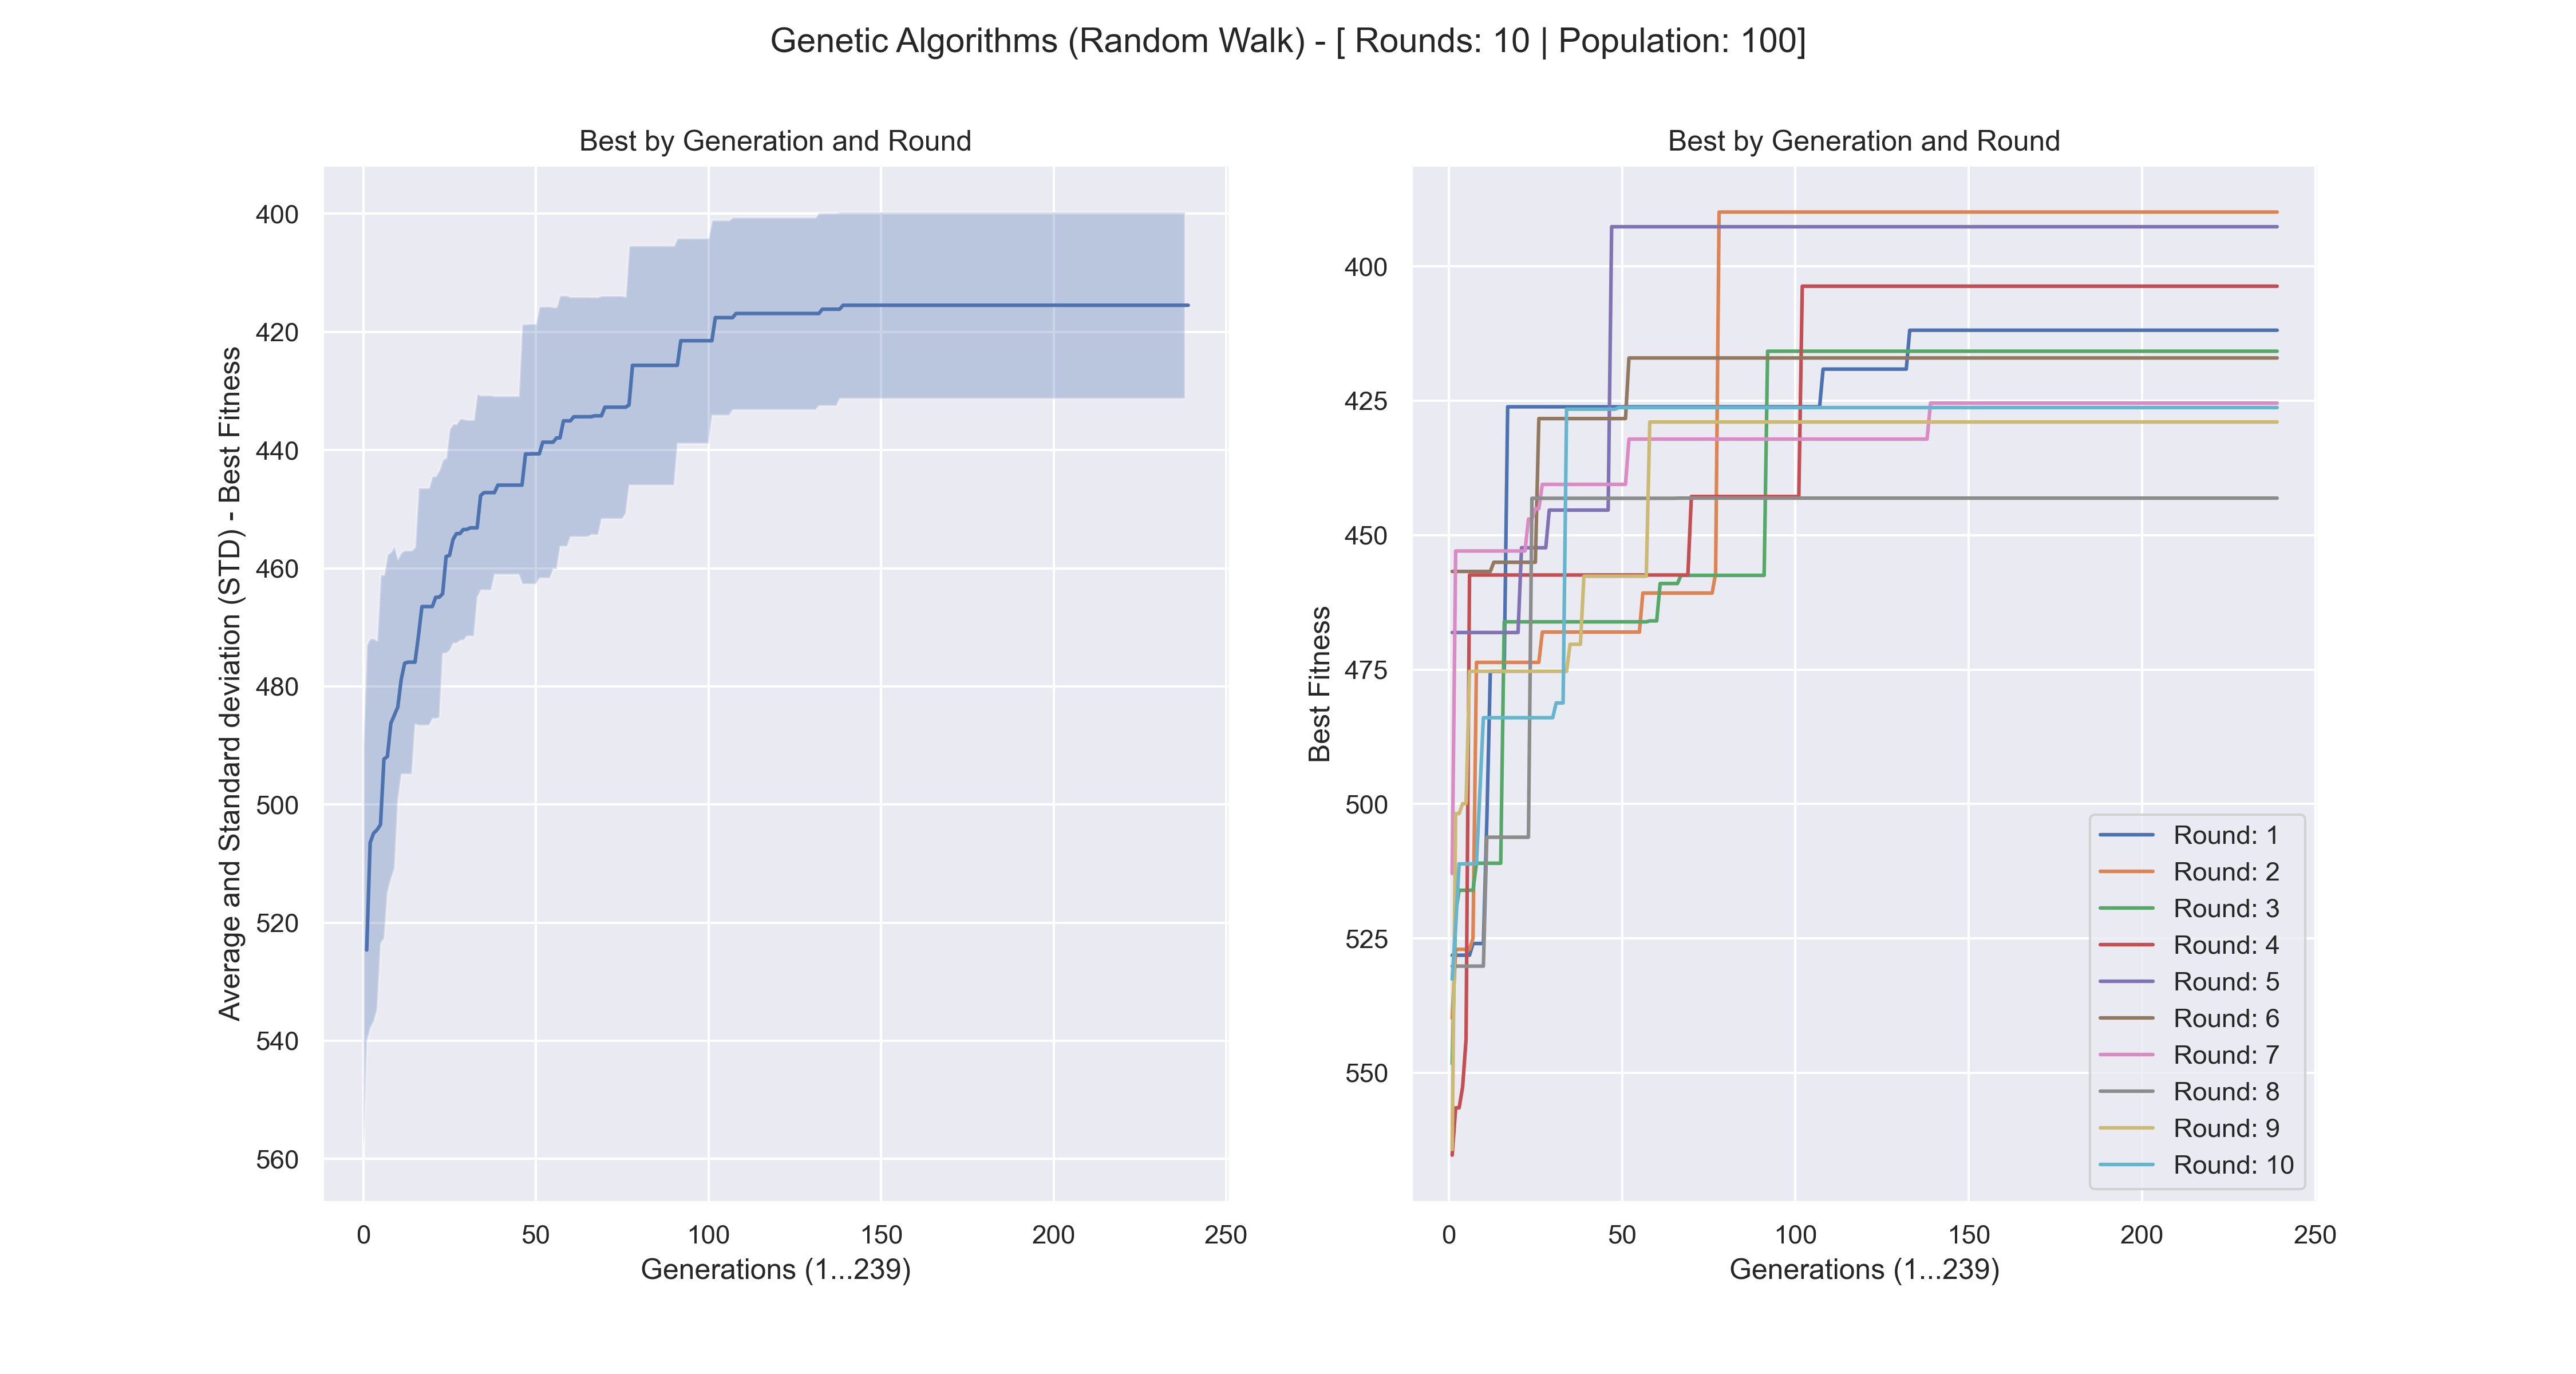 Genetic Algorithms (Random Walk) - [ Rounds: 10 | Population: 100]
Best by Generation and Round
Average and Standard deviation (STD) - Best Fitness
400
420
440
460
480
500
520
540
560
0 50 100 150 200 250
Generations (1...239)
Best by Generation and Round
Best Fitness
400
425
450
475
500
525
550
Round: 1
Round: 2
Round: 3
Round: 4
Round: 5
Round: 6
Round: 7
Round: 8
Round: 9
Round: 10
0 50 100 150 200 250
Generations (1...239)